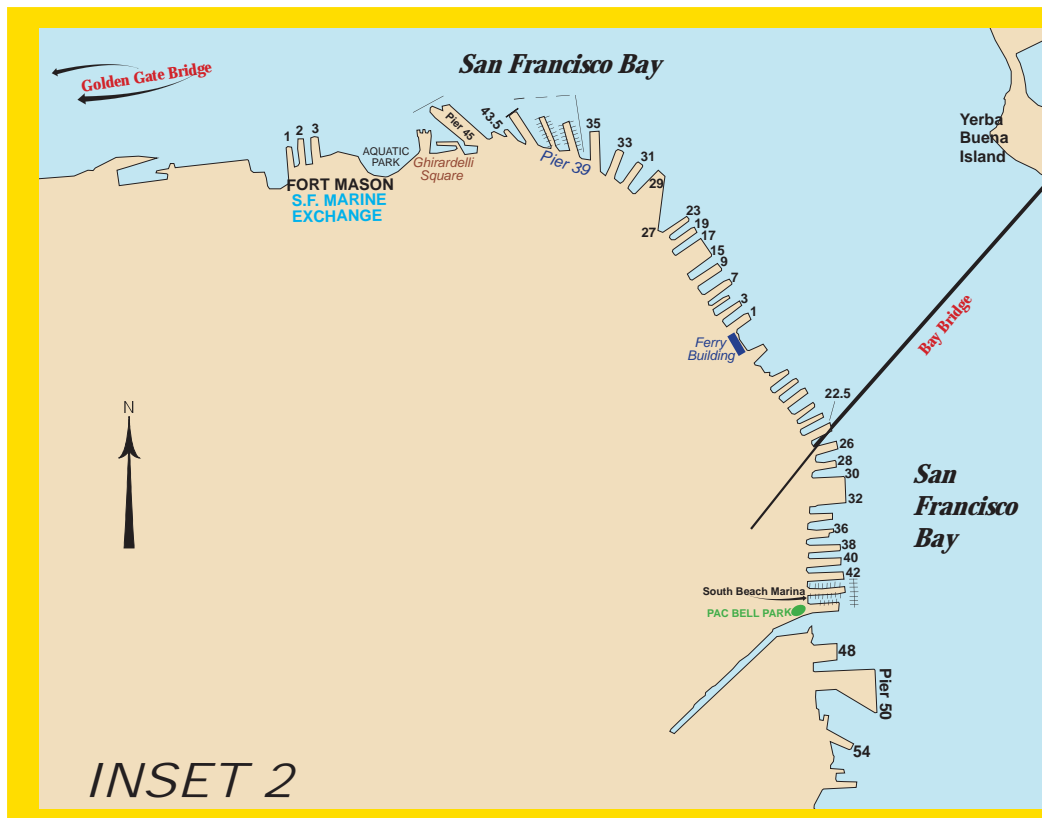 San Francisco Bay
Golden Gate Bridge
Yerba
Buena
Island
1
2
3
AQUATIC
PARK
Pier 45
Ghirardelli
Square
43.5
Pier 39
35
33
31
29
27
FORT MASON
S.F. MARINE
EXCHANGE
23
19
17
15
9
7
3
1
Ferry
Building
Bay Bridge
N
22.5
26
28
30
32
San
Francisco
Bay
36
38
40
42
South Beach Marina
PAC BELL PARK
48
Pier 50
54
INSET 2